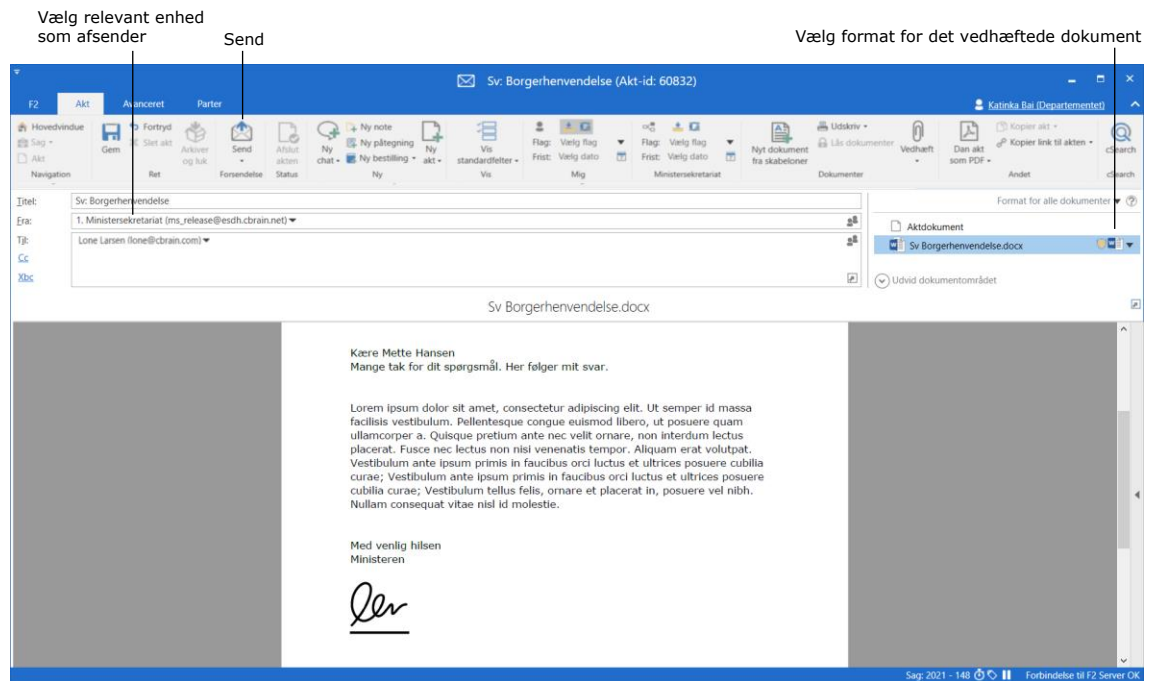 Vælg relevant enhed
som afsender
Send
Vælg format for det vedhæftede dokument
Sv: Borgerhenvendelse (Akt-id: 60832)
F2 Akt Avanceret Parter
Katinka Bai (Departementet)
Hovedvindue
Sag
Akt
Navigation
Gem
Fortryd
Slet akt
Arkiver
og luk
Ret
Send
Forsendelse
Afslut
akten
Status
Ny
chat
Ny note
Ny påtegning
Ny bestilling
Ny
akt
Ny
Vis
standardfelter
Vis
Flag: Vælg flag
Frist: Vælg dato
Mig
Flag: Vælg flag
Frist: Vælg dato
Ministersekretariat
Nyt dokument
fra skabeloner
Udskriv
Lås dokumenter
Vedhæft
Dokumenter
Dan akt
som PDF
Kopier akt
Kopier link til akten
Andet
cSearch
cSearch
Titel: Sv: Borgerhenvendelse
Fra: 1. Ministersekretariat (ms_release@esdh.cbrain.net)
Til: Lone Larsen (lone@cbrain.com)
Cc
Xbc
Format for alle dokumenter
Aktdokument
Sv Borgerhenvendelse.docx
Udvid dokumentområdet
Sv Borgerhenvendelse.docx
Kære Mette Hansen
Mange tak for dit spørgsmål. Her følger mit svar.
Lorem ipsum dolor sit amet, consectetur adipiscing elit. Ut semper id massa
facilisis vestibulum. Pellentesque congue euismod libero, ut posuere quam
ullamcorper a. Quisque pretium ante nec velit ornare, non interdum lectus
placerat. Fusce nec lectus non nisi venenatis tempor. Aliquam erat volutpat.
Vestibulum ante ipsum primis in faucibus orci luctus et ultrices posuere cubilia
curae; Vestibulum ante ipsum primis in faucibus orci luctus et ultrices posuere
cubilia curae; Vestibulum tellus felis, ornare et placerat in, posuere vel nibh.
Nullam consequat vitae nisl id molestie.
Med venlig hilsen
Ministeren
Sag: 2021 - 148
Forbindelse til F2 Server OK